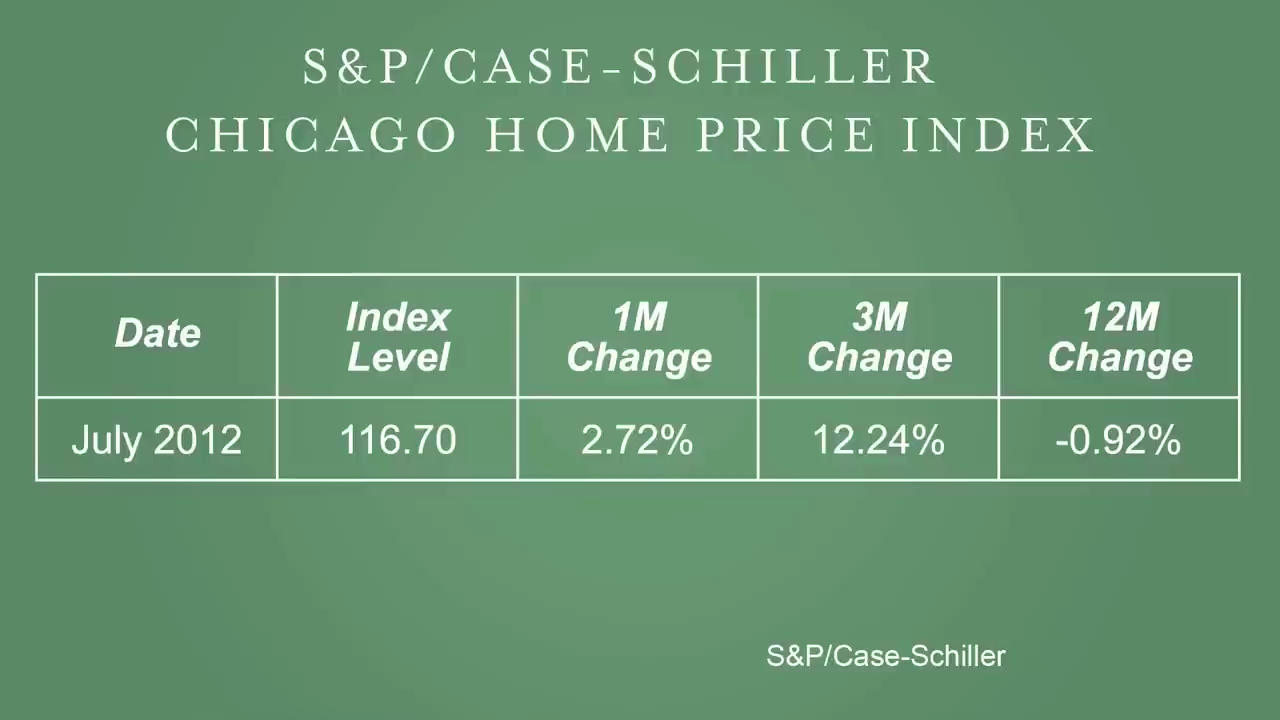 S&P/CASE-SCHILLER
CHICAGO HOME PRICE INDEX
Date Index Level 1M Change 3M Change 12M Change
July 2012 116.70 2.72% 12.24% -0.92%
S&P/Case-Schiller